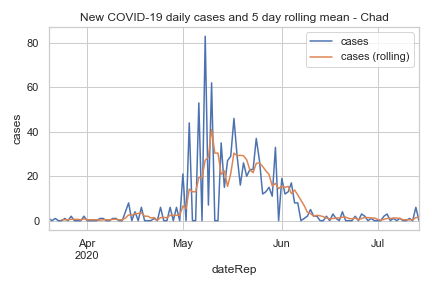 New COVID-19 daily cases and 5 day rolling mean - Chad
cases
cases (rolling)
80
60
40
20
0
cases
Apr
2020
May
Jun
Jul
dateRep